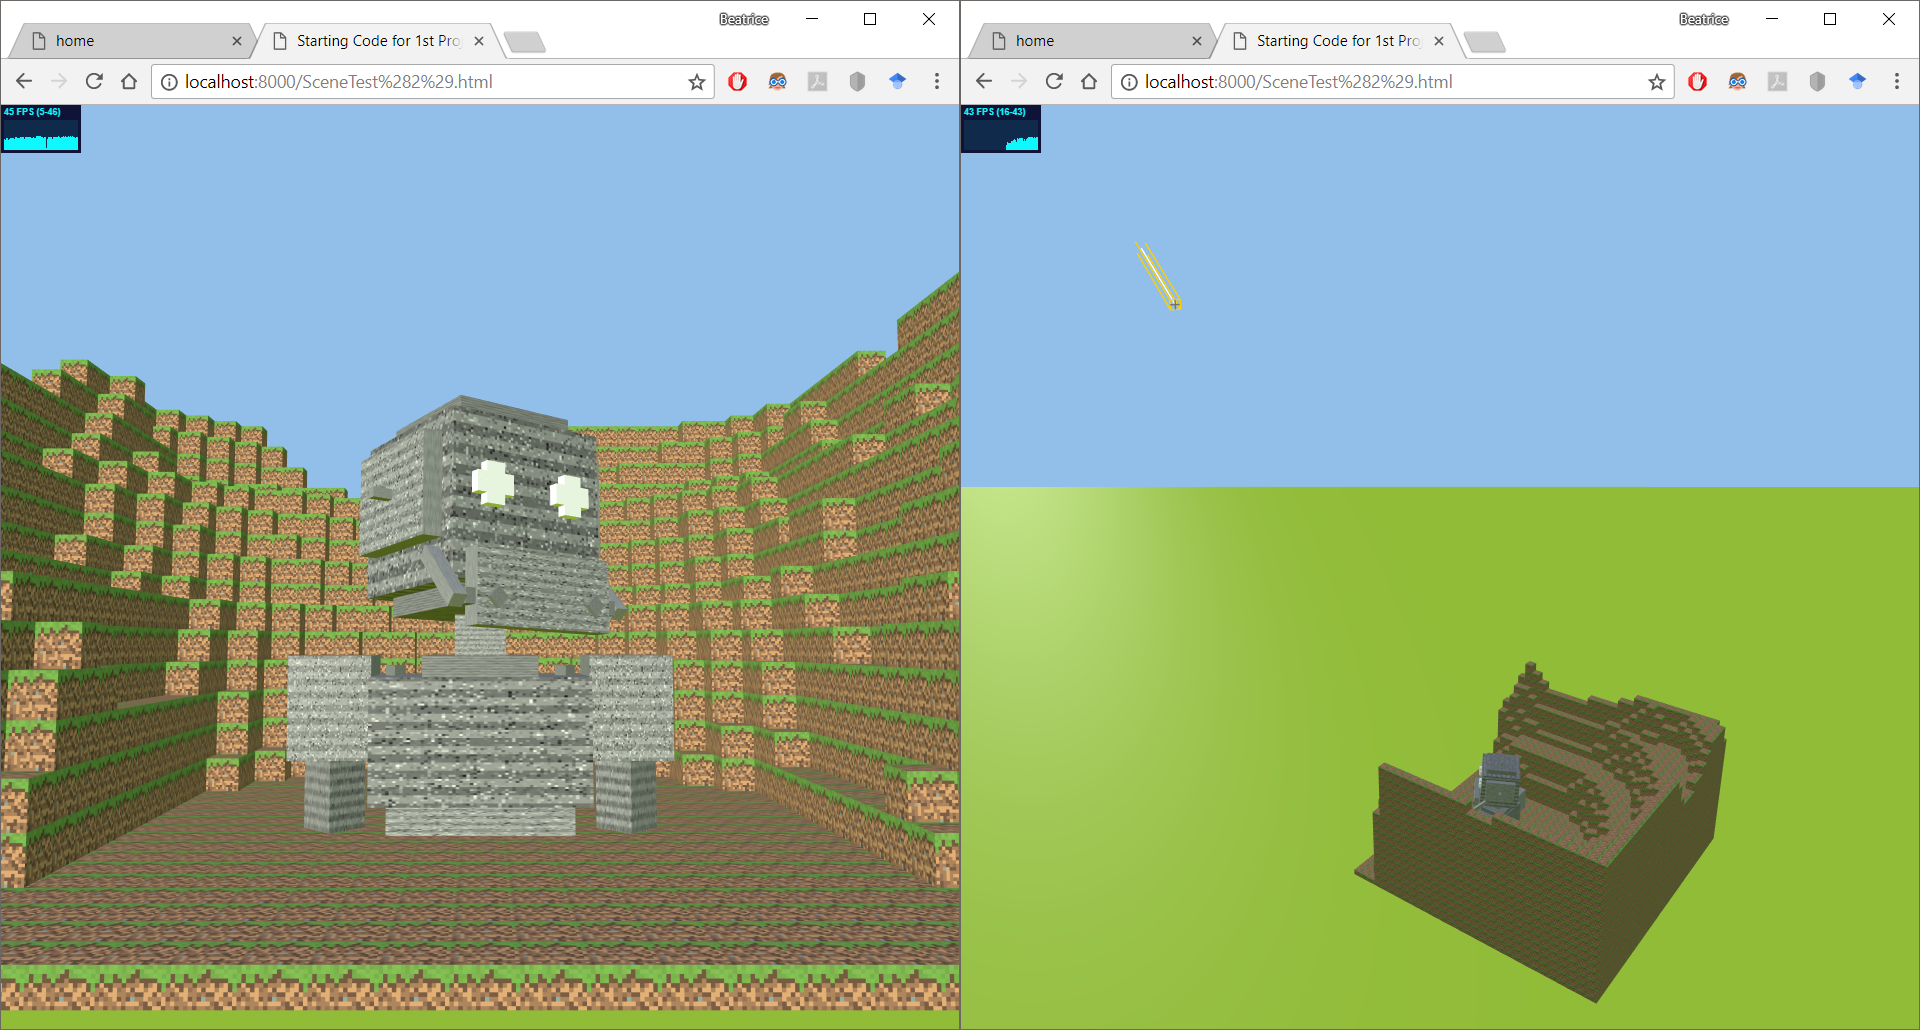 Beatrice
home
Starting Code for 1st Pro
localhost:8000/SceneTest%282%29.html
45 FPS (5-46)
Beatrice
home
Starting Code for 1st Pro
localhost:8000/SceneTest%282%29.html
43 FPS (16-43)